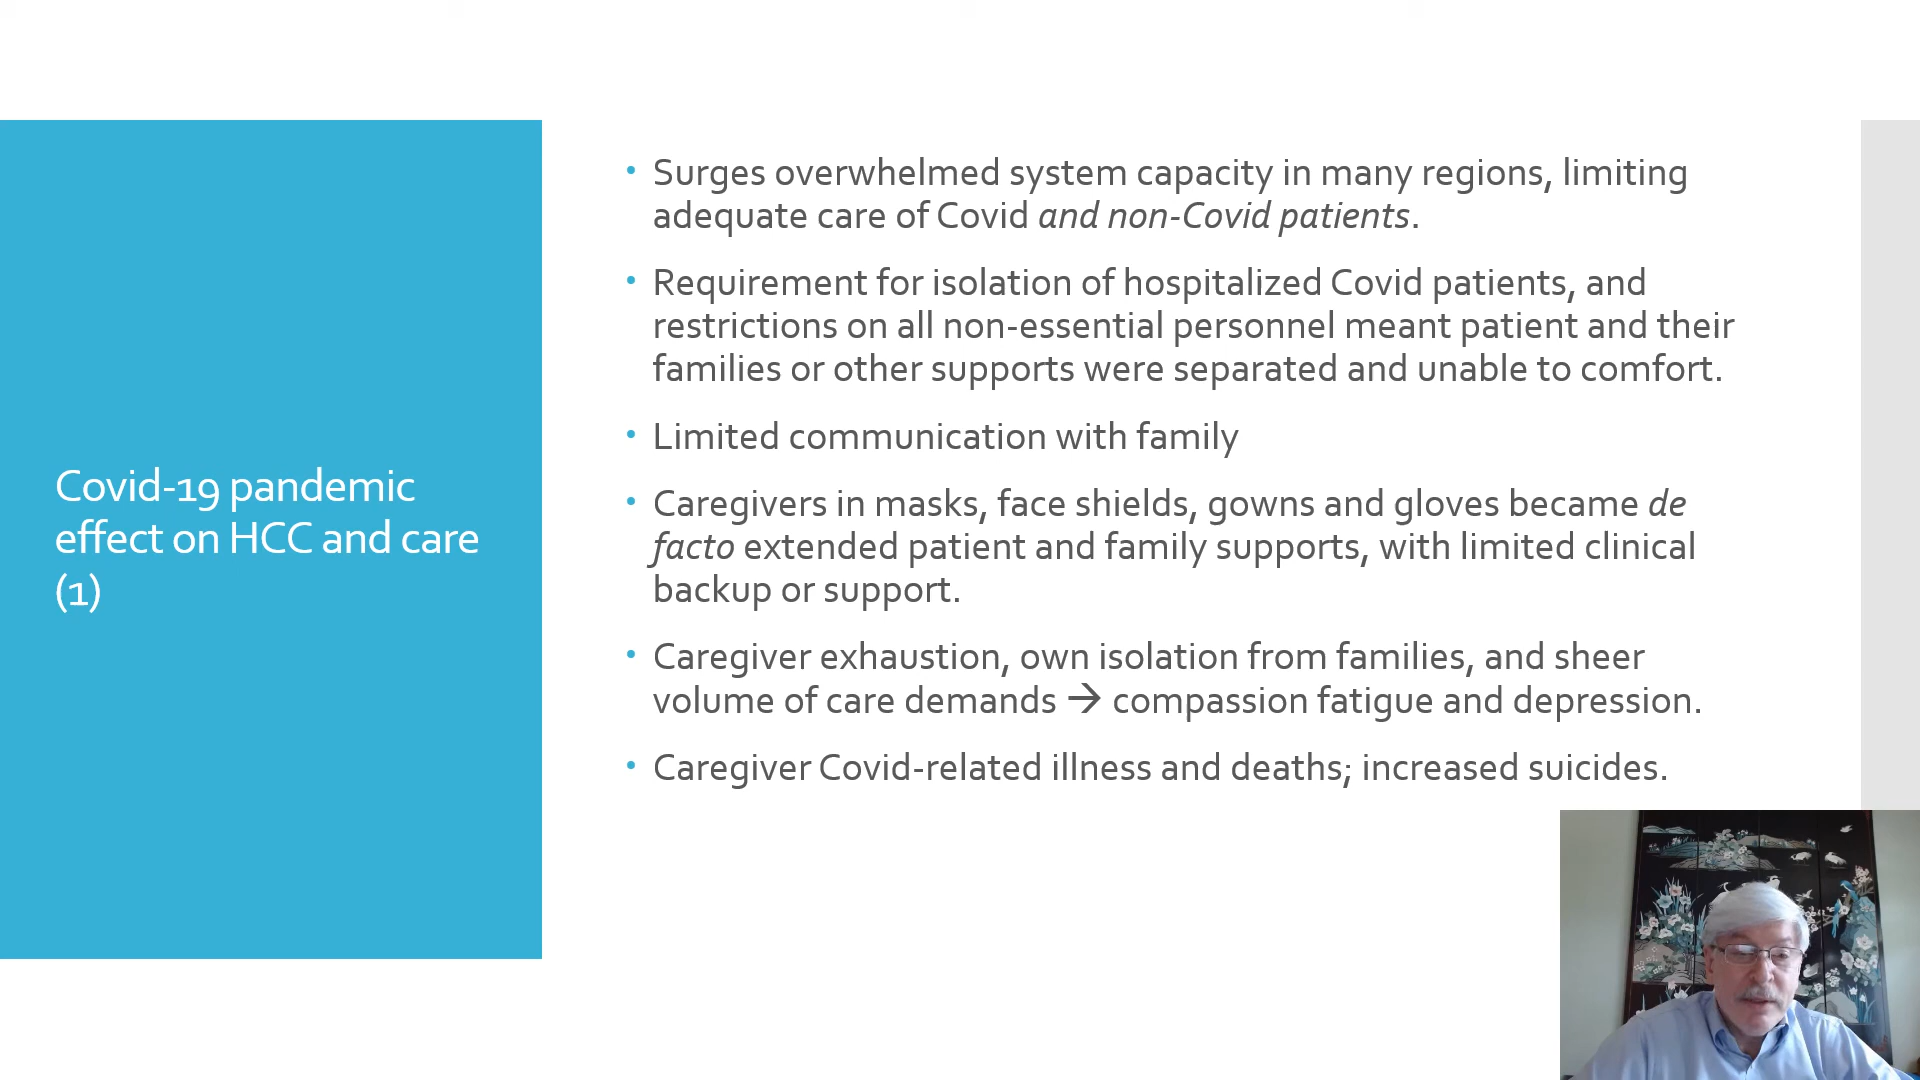 Covid-19 pandemic
effect on HCC and care
(1)
• Surges overwhelmed system capacity in many regions, limiting
adequate care of Covid and non-Covid patients.
• Requirement for isolation of hospitalized Covid patients, and
restrictions on all non-essential personnel meant patient and their
families or other supports were separated and unable to comfort.
• Limited communication with family
• Caregivers in masks, face shields, gowns and gloves became de
facto extended patient and family supports, with limited clinical
backup or support.
• Caregiver exhaustion, own isolation from families, and sheer
volume of care demands → compassion fatigue and depression.
• Caregiver Covid-related illness and deaths; increased suicides.